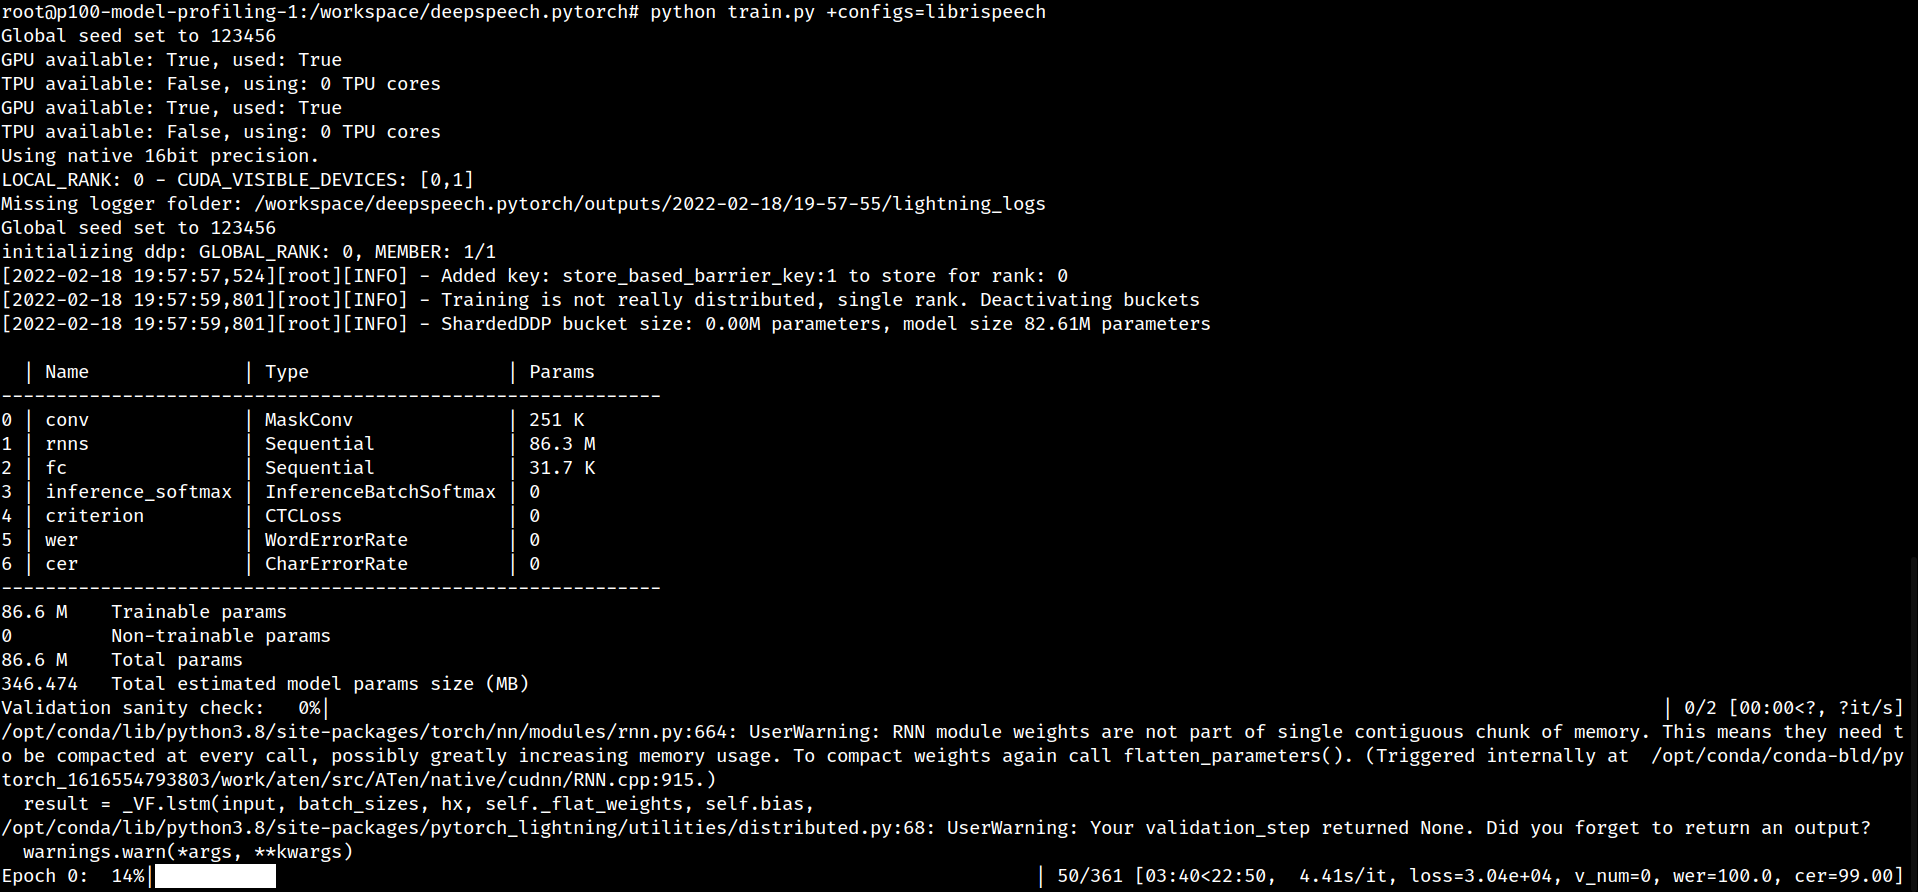 root@p100-model-profiling-1:/workspace/deepspeech.pytorch# python train.py +configs=librispeech
Global seed set to 123456
GPU available: True, used: True
TPU available: False, using: 0 TPU cores
GPU available: True, used: True
TPU available: False, using: 0 TPU cores
Using native 16bit precision.
LOCAL_RANK: 0 - CUDA_VISIBLE_DEVICES: [0,1]
Missing logger folder: /workspace/deepspeech.pytorch/outputs/2022-02-18/19-57-55/lightning_logs
Global seed set to 123456
initializing ddp: GLOBAL_RANK: 0, MEMBER: 1/1
[2022-02-18 19:57:57,524][root][INFO] - Added key: store_based_barrier_key:1 to store for rank: 0
[2022-02-18 19:57:59,801][root][INFO] - Training is not really distributed, single rank. Deactivating buckets
[2022-02-18 19:57:59,801][root][INFO] - ShardedDDP bucket size: 0.00M parameters, model size 82.61M parameters

  | Name              | Type                  | Params
------------------------------------------------------------
0 | conv              | MaskConv              | 251 K
1 | rnns              | Sequential            | 86.3 M
2 | fc                | Sequential            | 31.7 K
3 | inference_softmax | InferenceBatchSoftmax | 0
4 | criterion         | CTCLoss               | 0
5 | wer               | WordErrorRate         | 0
6 | cer               | CharErrorRate         | 0
------------------------------------------------------------
86.6 M    Trainable params
0         Non-trainable params
86.6 M    Total params
346.474   Total estimated model params size (MB)
Validation sanity check:   0%|          | 0/2 [00:00<?, ?it/s]
/opt/conda/lib/python3.8/site-packages/torch/nn/modules/rnn.py:664: UserWarning: RNN module weights are not part of single contiguous chunk of memory. This means they need t
o be compacted at every call, possibly greatly increasing memory usage. To compact weights again call flatten_parameters(). (Triggered internally at  /opt/conda/conda-bld/py
torch_1616554793803/work/aten/src/ATen/native/cudnn/RNN.cpp:915.)
  result = _VF.lstm(input, batch_sizes, hx, self._flat_weights, self.bias,
/opt/conda/lib/python3.8/site-packages/pytorch_lightning/utilities/distributed.py:68: UserWarning: Your validation_step returned None. Did you forget to return an output?
  warnings.warn(*args, **kwargs)
Epoch 0:  14%|          | 50/361 [03:40<22:50,  4.41s/it, loss=3.04e+04, v_num=0, wer=100.0, cer=99.00]